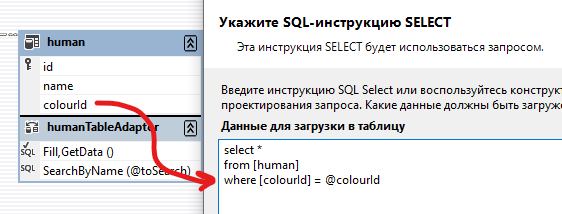 human
id
name
colourId
humanTableAdapter
SQL Fill,GetData ()
SQL SearchByName (@toSearch)
Укажите SQL-инструкцию SELECT
Эта инструкция SELECT будет использоваться запросом.
Введите инструкцию SQL Select или воспользуйтесь конструкт
проектирования запроса. Какие данные должны быть загруже
Данные для загрузки в таблицу
select *
from [human]
where [colourId] = @colourId